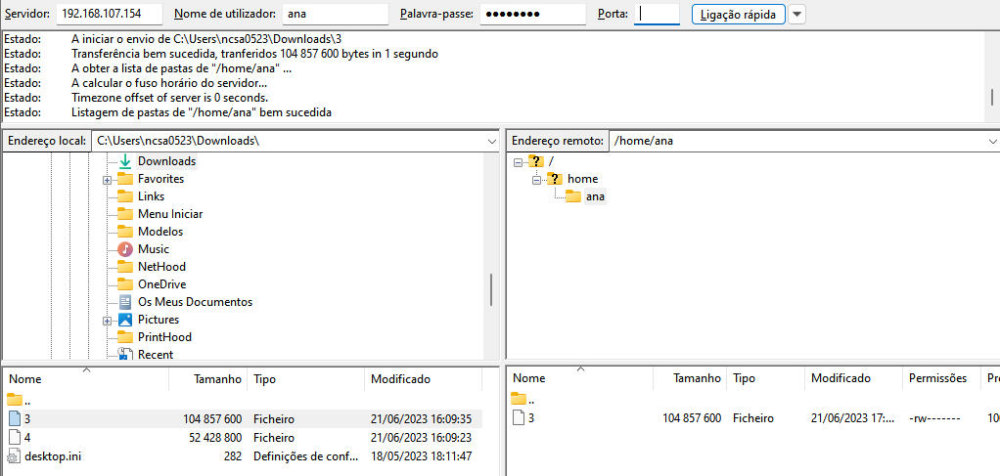 Servidor: 192.168.107.154 Nome de utilizador: ana Palavra-passe: ●●●●●●●● Porta: Ligação rápida
Estado: A iniciar o envio de C:\Users\ncsa0523\Downloads\3
Estado: Transferência bem sucedida, tranferidos 104 857 600 bytes in 1 segundo
Estado: A obter a lista de pastas de "/home/ana" ...
Estado: A calcular o fuso horário do servidor...
Estado: Timezone offset of server is 0 seconds.
Estado: Listagem de pastas de "/home/ana" bem sucedida
Endereço local: C:\Users\ncsa0523\Downloads\
Downloads
Favorites
Links
Menu Iniciar
Modelos
Music
NetHood
OneDrive
Os Meus Documentos
Pictures
PrintHood
Recent
Nome Tamanho Tipo Modificado
..
3 104 857 600 Ficheiro 21/06/2023 16:09:35
4 52 428 800 Ficheiro 21/06/2023 16:09:23
desktop.ini 282 Definições de conf... 18/05/2023 18:11:47
Endereço remoto: /home/ana
/
home
ana
Nome Tamanho Tipo Modificado Permissões
..
3 104 857 600 Ficheiro 21/06/2023 17:... -rw-------